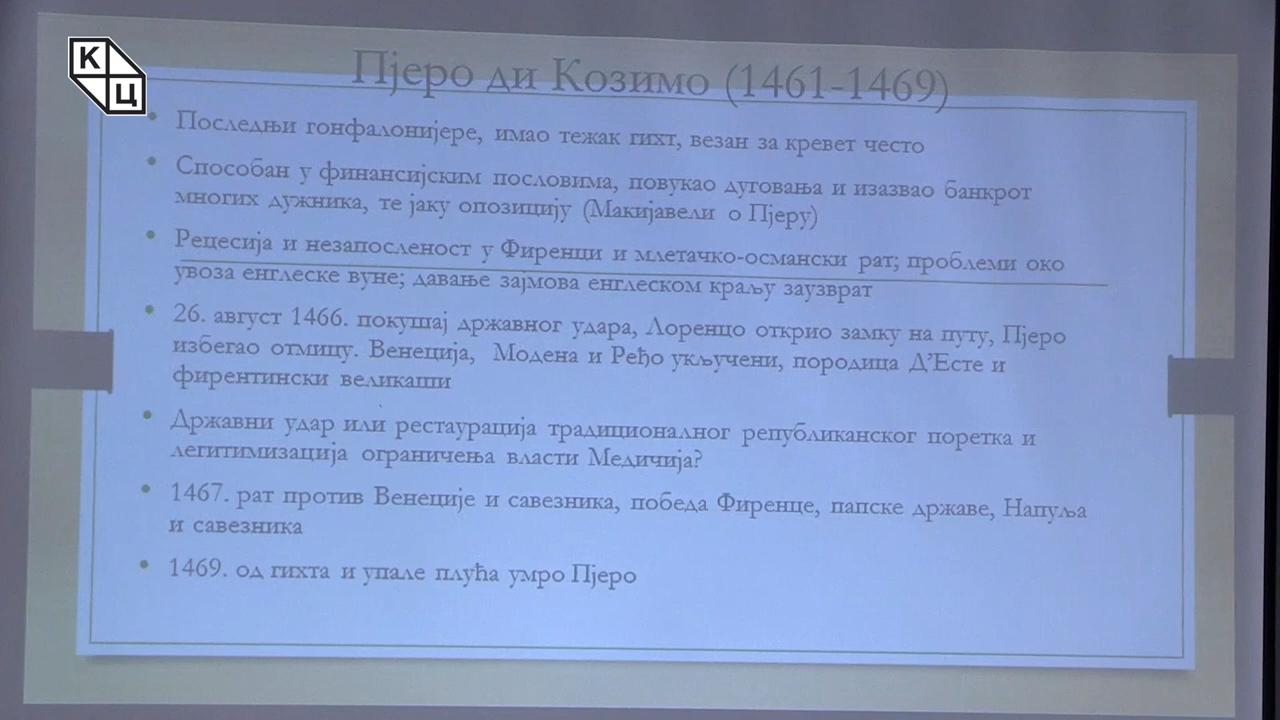 К
Ц
Пјеро ди Козимо (1461-1469)
• Последњи гонфалонијере, имао тежак гихт, везан за кревет често
• Способан у финансијским пословима, повукао дуговања и изазвао банкрот
многих дужника, те јаку опозицију (Макијавели о Пјеру)
• Рецесија и незапосленост у Фиренци и млетачко-османски рат; проблеми око
увоза енглеске вуне; давање зајмова енглеском краљу заузврат
• 26. август 1466. покушај државног удара, Лоренцо открио замку на путу, Пјеро
избегао отмицу. Венеција, Модена и Ређо укључени, породица Д’Есте и
фирентински великаши
• Државни удар или рестаурација традиционалног републиканског поретка и
легитимизација ограничења власти Медичија?
• 1467. рат против Венеције и савезника, победа Фиренце, папске државе, Напуља
и савезника
• 1469. од гихта и упале плућа умро Пјеро